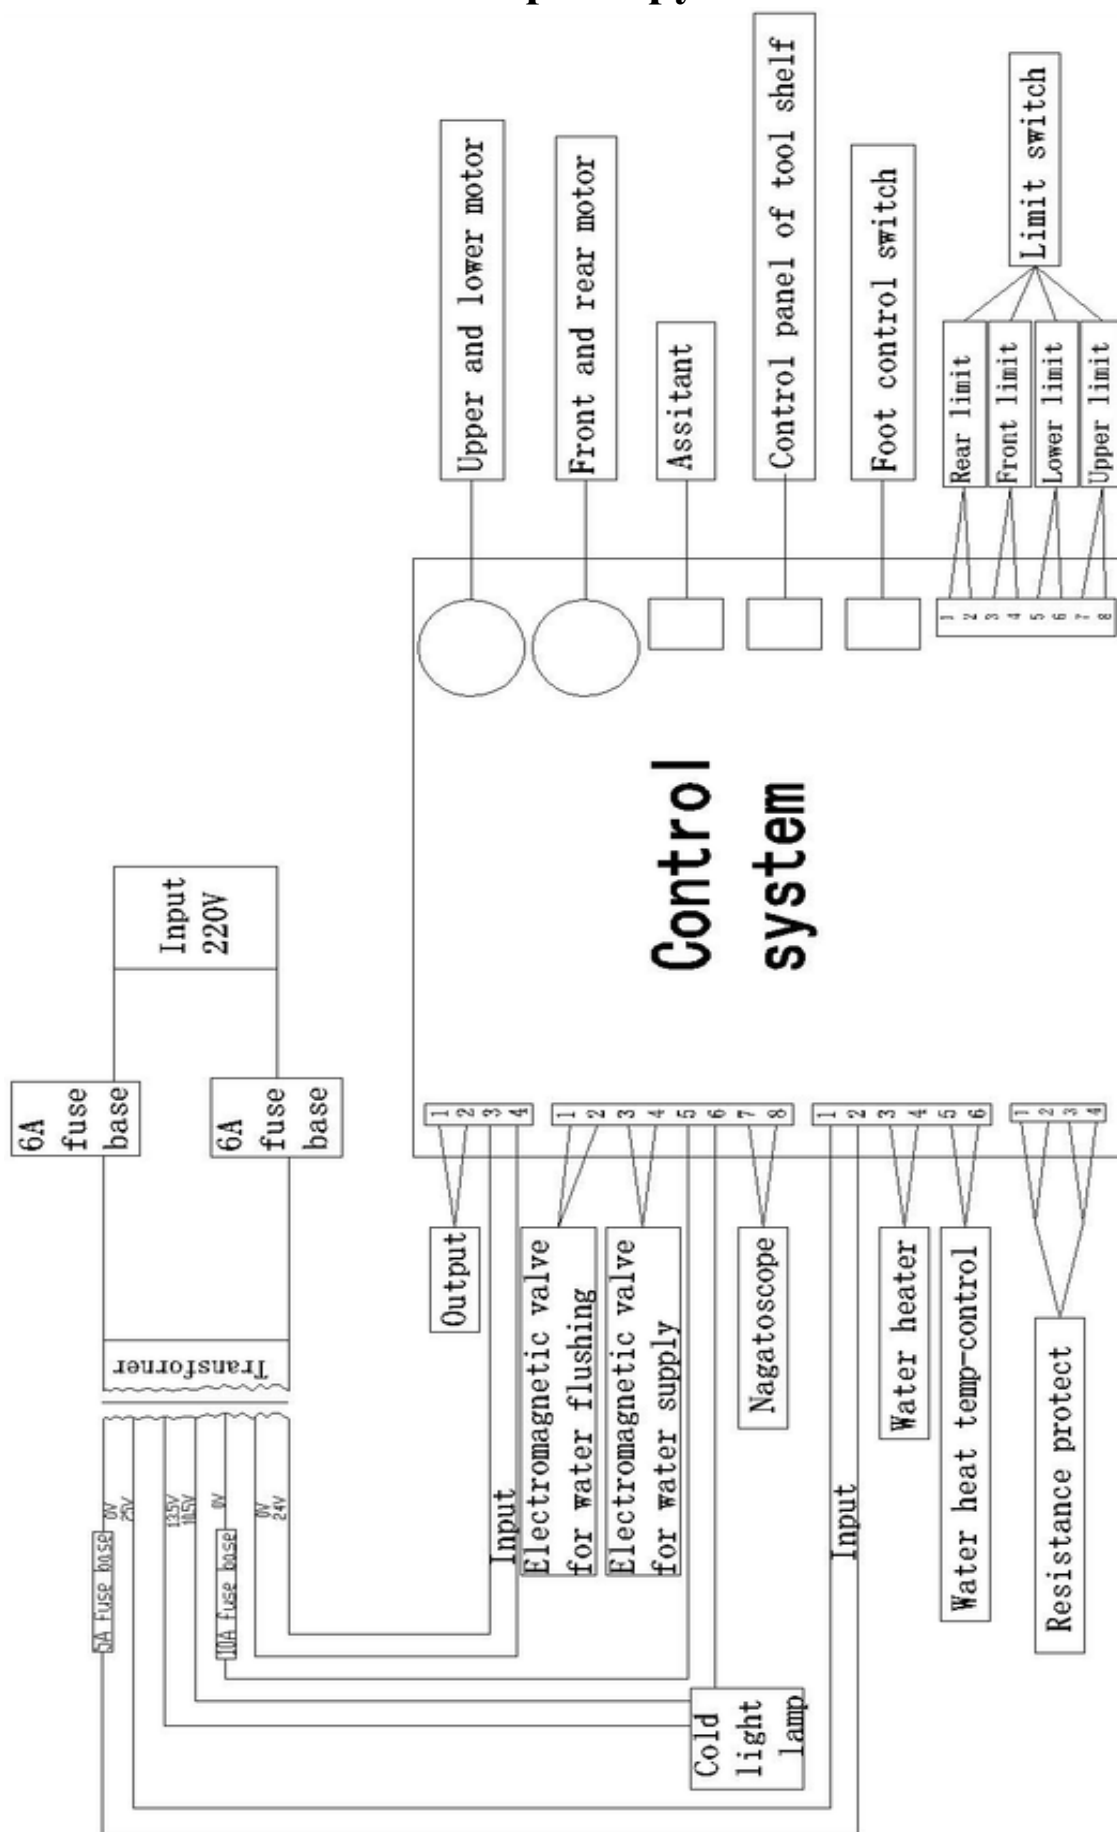 6A
fuse
base
6A
fuse
base
Input
220V
Transforner
5A Fuse base
0V
25V
13.5V
10.5V
0V
10A Fuse base
0V
24V
Upper and lower motor
Front and rear motor
Assitant
Control panel of tool shelf
Foot control switch
Limit switch
Rear limit
Front limit
Lower limit
Upper limit
1
2
3
4
5
6
7
8
Control
system
1
2
3
4
1
2
3
4
5
6
7
8
1
2
3
4
5
6
1
2
3
4
Output
Input
Electromagnetic valve
for water flushing
Electromagnetic valve
for water supply
Nagatoscope
Cold
light
lamp
Input
Water heater
Water heat temp-control
Resistance protect